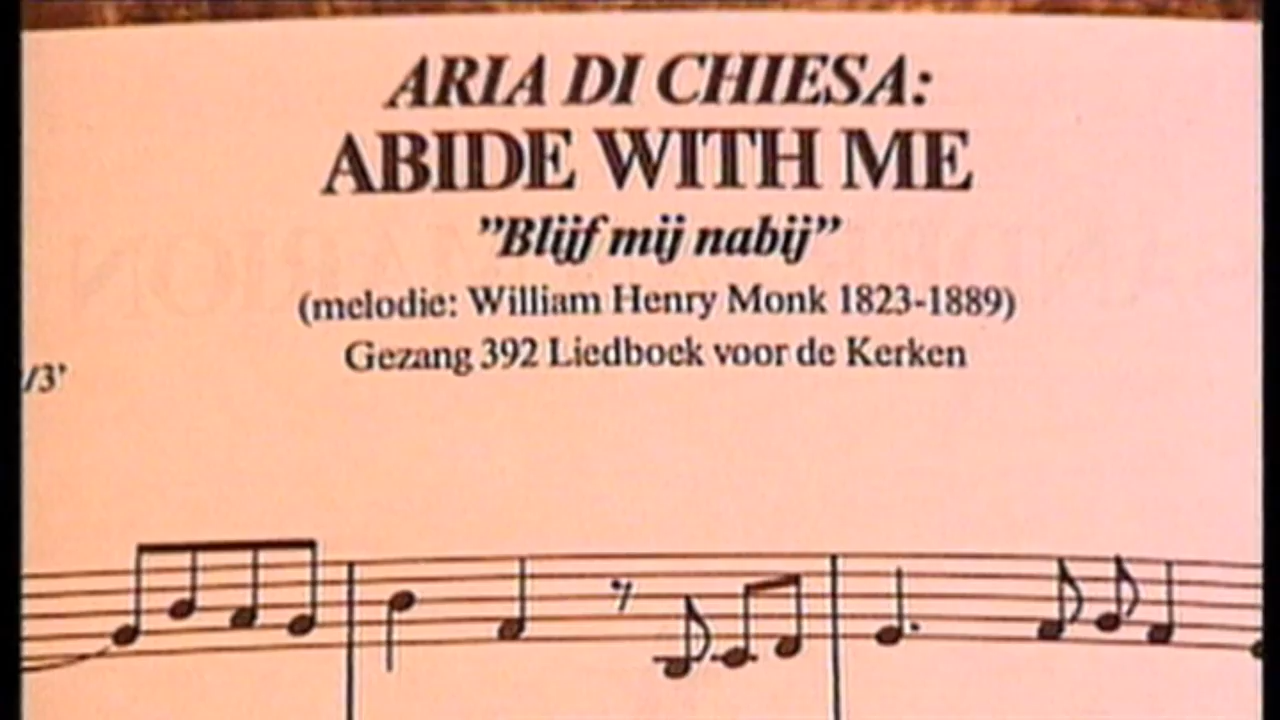 ARIA DI CHIESA:
ABIDE WITH ME
”Blijf mij nabij”
(melodie: William Henry Monk 1823-1889)
Gezang 392 Liedboek voor de Kerken
/3’